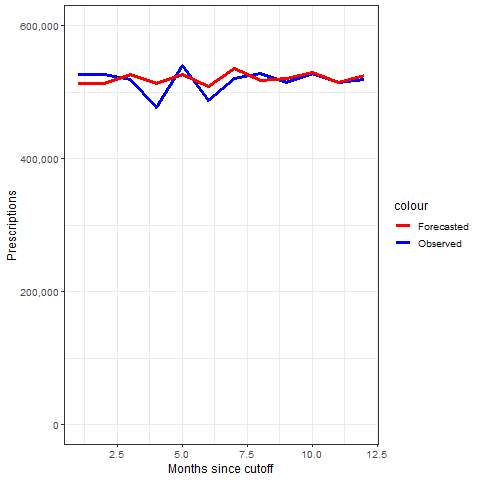 600,000
400,000
200,000
0
Prescriptions
2.5 5.0 7.5 10.0 12.5
Months since cutoff
colour
Forecasted
Observed